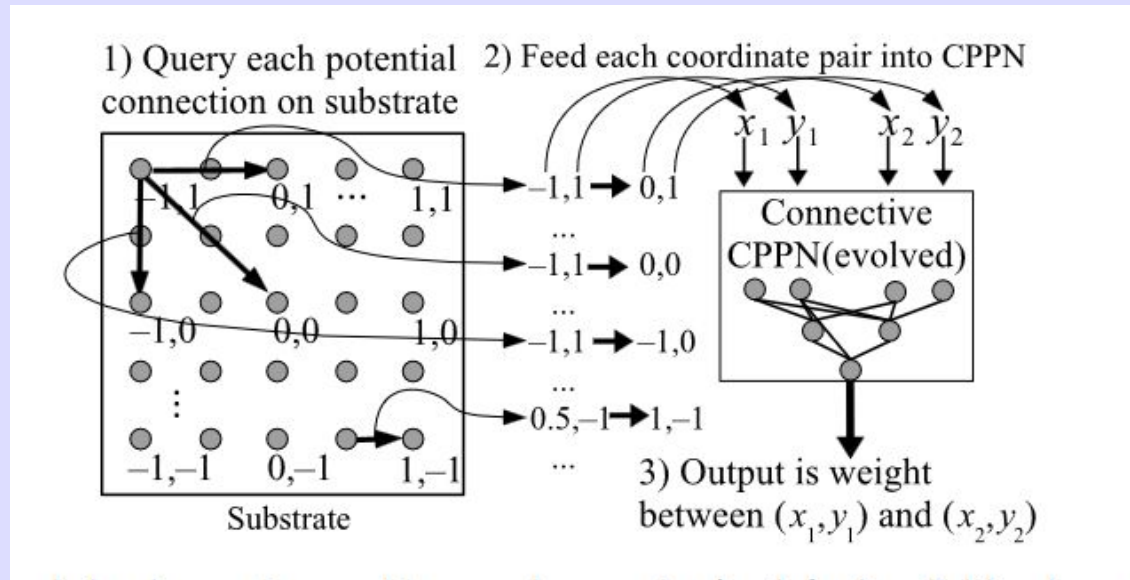 1) Query each potential
connection on substrate
–1,1 0,1 ... 1,1
–1,0 0,0 1,0
⋮
–1,–1 0,–1 1,–1
Substrate
2) Feed each coordinate pair into CPPN
x₁ y₁ x₂ y₂
–1,1 → 0,1
...
–1,1 → 0,0
...
–1,1 → –1,0
...
0.5,–1 → 1,–1
...
Connective
CPPN(evolved)
3) Output is weight
between (x₁,y₁) and (x₂,y₂)